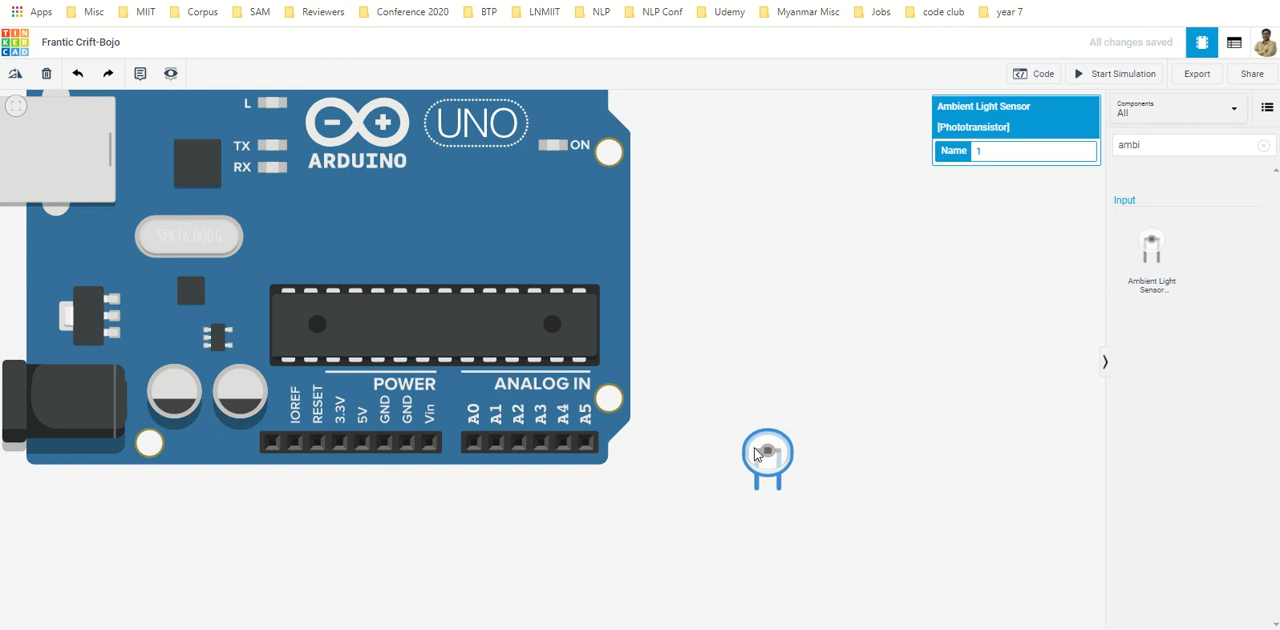 Apps Misc MIIT Corpus SAM Reviewers Conference 2020 BTP LNMIIT NLP NLP Conf Udemy Myanmar Misc Jobs code club year 7
TIN
KER
CAD
Frantic Crift-Bojo
All changes saved
Code Start Simulation Export Share
Components
All
ambi
Input
Ambient Light
Sensor...
Ambient Light Sensor
[Phototransistor]
Name 1
L
TX
RX
ARDUINO
UNO
ON
SPK16.000G
POWER
ANALOG IN
IOREF RESET 3.3V 5V GND GND Vin A0 A1 A2 A3 A4 A5